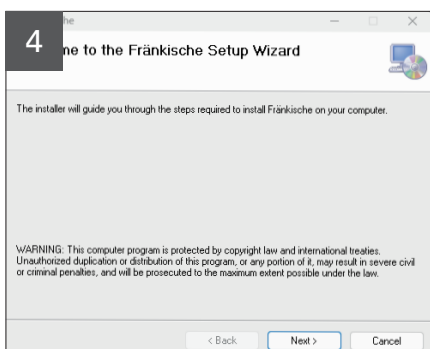 he
4
me to the Fränkische Setup Wizard
The installer will guide you through the steps required to install Fränkische on your computer.
WARNING: This computer program is protected by copyright law and international treaties.
Unauthorized duplication or distribution of this program, or any portion of it, may result in severe civil
or criminal penalties, and will be prosecuted to the maximum extent possible under the law.
< Back
Next >
Cancel